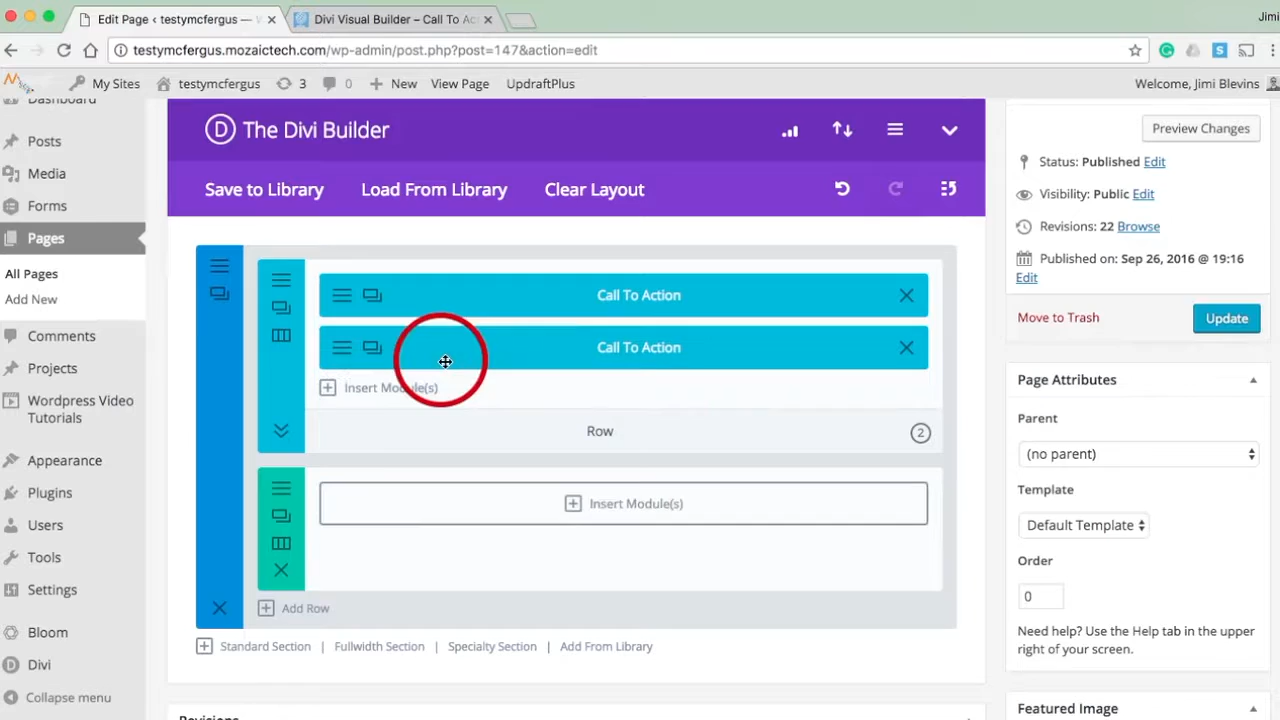 Edit Page ‹ testymcfergus —
Divi Visual Builder – Call To Ac
Jimi
testymcfergus.mozaictech.com/wp-admin/post.php?post=147&action=edit
My Sites
testymcfergus
3
0
New
View Page
UpdraftPlus
Welcome, Jimi Blevins
Dashboard
Posts
Media
Forms
Pages
All Pages
Add New
Comments
Projects
Wordpress Video
Tutorials
Appearance
Plugins
Users
Tools
Settings
Bloom
Divi
Collapse menu
D The Divi Builder
Save to Library
Load From Library
Clear Layout
Call To Action
Call To Action
Insert Module(s)
Row
2
Insert Module(s)
Add Row
Standard Section | Fullwidth Section | Specialty Section | Add From Library
Revisions
Preview Changes
Status: Published Edit
Visibility: Public Edit
Revisions: 22 Browse
Published on: Sep 26, 2016 @ 19:16
Edit
Move to Trash
Update
Page Attributes
Parent
(no parent)
Template
Default Template
Order
0
Need help? Use the Help tab in the upper
right of your screen.
Featured Image